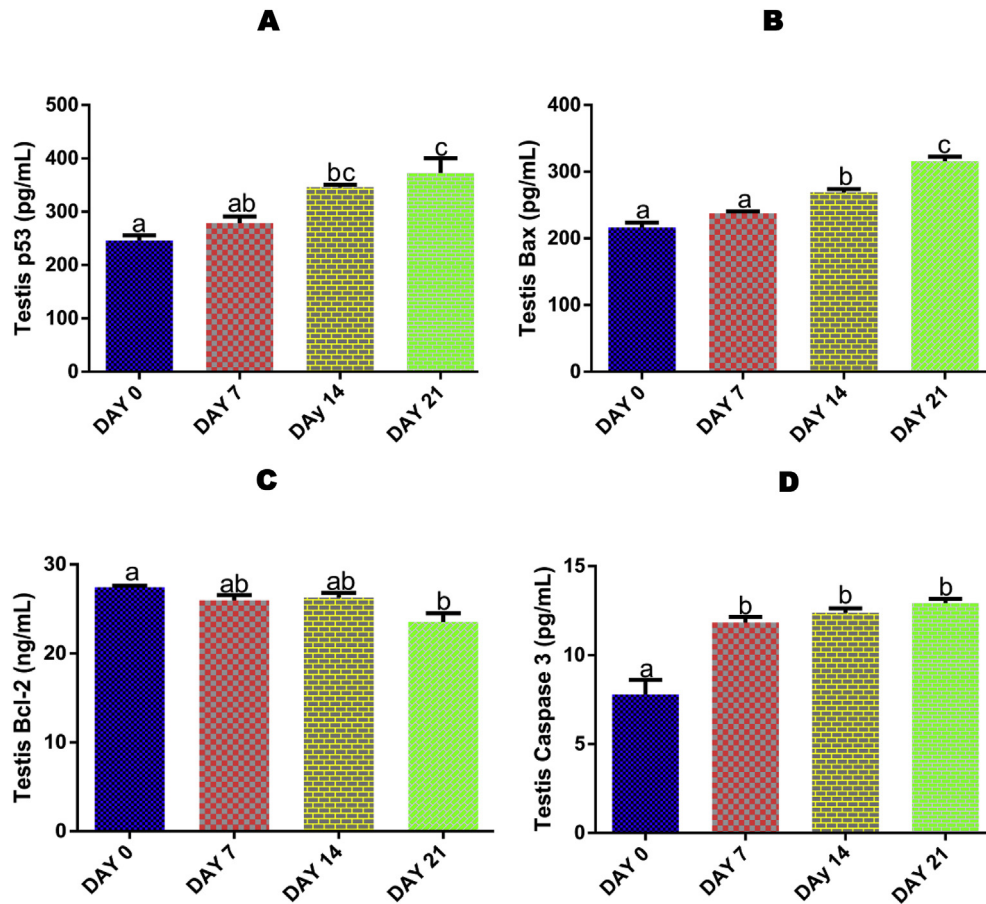 A
Testis p53 (pg/mL)
500
400
300
200
100
0
a
ab
bc
c
DAY 0
DAY 7
DAy 14
DAY 21
B
Testis Bax (pg/mL)
400
300
200
100
0
a
a
b
c
DAY 0
DAY 7
DAy 14
DAY 21
C
Testis Bcl-2 (ng/mL)
30
20
10
0
a
ab
ab
b
DAY 0
DAY 7
DAY 14
DAY 21
D
Testis Caspase 3 (pg/mL)
15
10
5
0
a
b
b
b
DAY 0
DAY 7
DAy 14
DAY 21